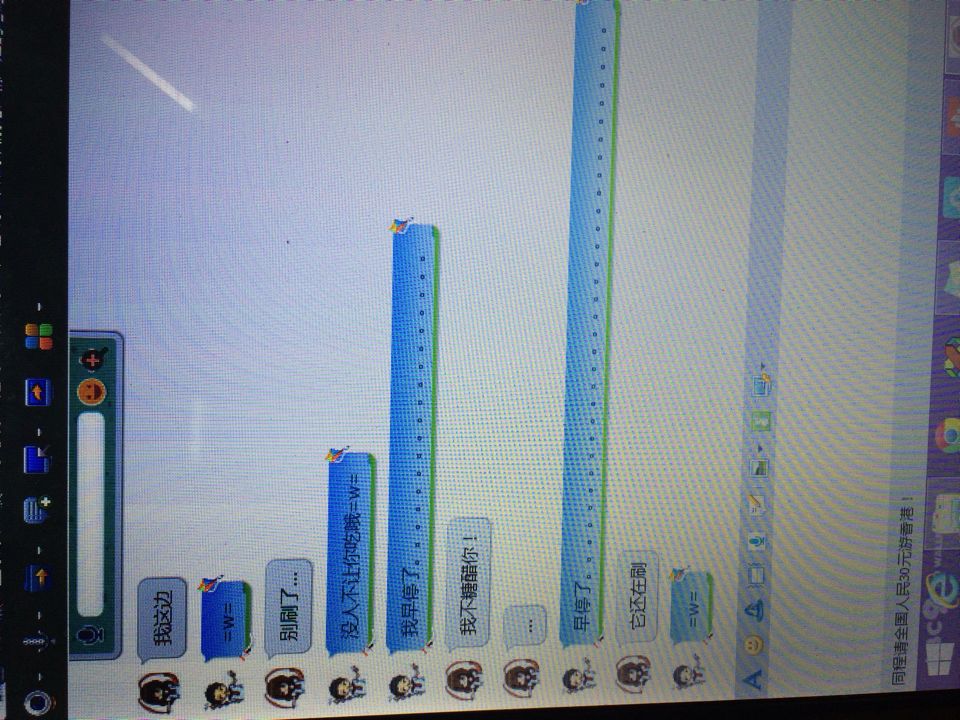 我这边
=w=
别刷了...
没人不让你吃哦=w=
我早停了。。。。。。。。。。。。。。。。。。
我不糖醋你！
...
早停了。。。。。。。。。。。。。。。。。。。。。。。。。。。。。
它还在刷
=w=
同程请全国人民30元游香港！